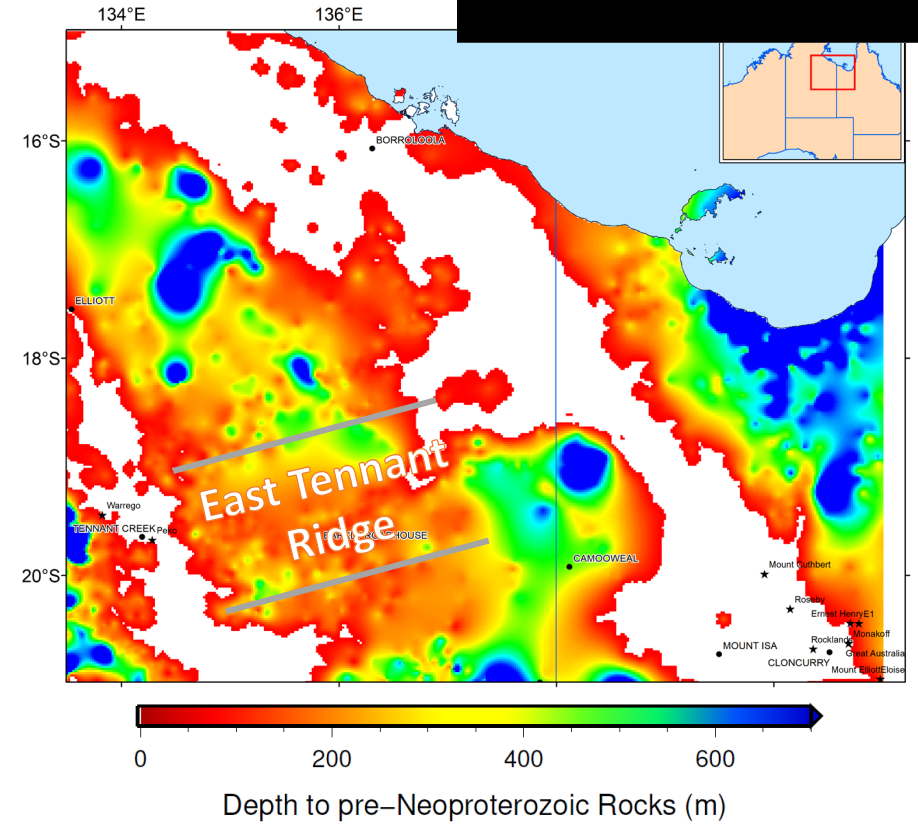 134°E 136°E
16°S
BORROLOOLA
ELLIOTT
18°S
East Tennant
Ridge
Warrego
TENNANT CREEK Peko
CAMOOWEAL
20°S
Mount Cuthbert
Roseby
Ernest Henry E1
Monakoff
MOUNT ISA
Rocklands
Great Australia
CLONCURRY
Mount Elliott Eloise
0 200 400 600
Depth to pre−Neoproterozoic Rocks (m)